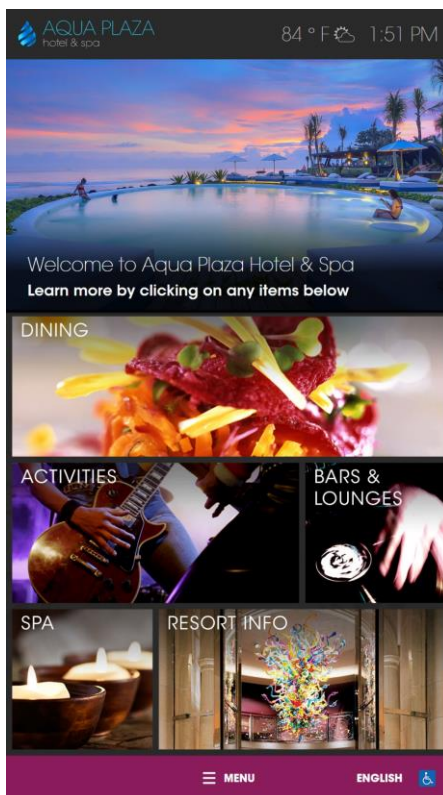 AQUA PLAZA
hotel & spa
84 ° F 1:51 PM
Welcome to Aqua Plaza Hotel & Spa
Learn more by clicking on any items below
DINING
ACTIVITIES
BARS &
LOUNGES
SPA
RESORT INFO
☰ MENU
ENGLISH